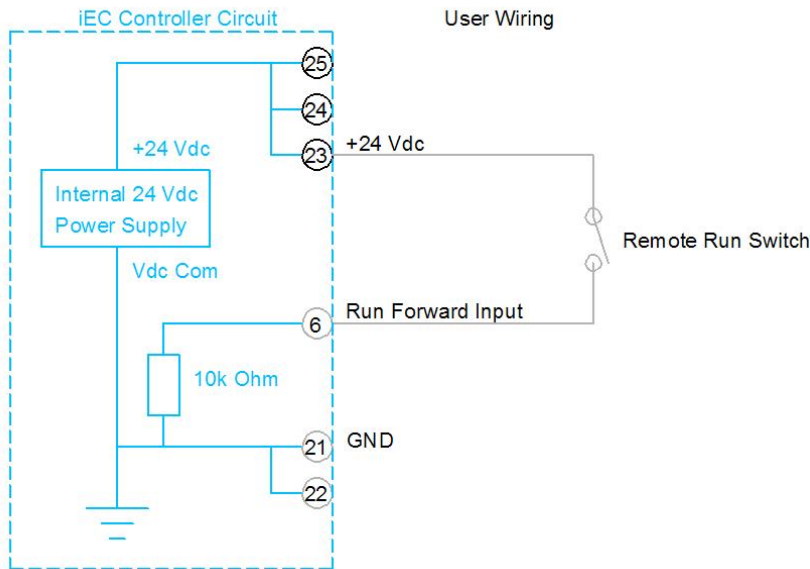 iEC Controller Circuit
User Wiring
25
24
23
+24 Vdc
+24 Vdc
Internal 24 Vdc
Power Supply
Remote Run Switch
Vdc Com
6
Run Forward Input
10k Ohm
21
GND
22